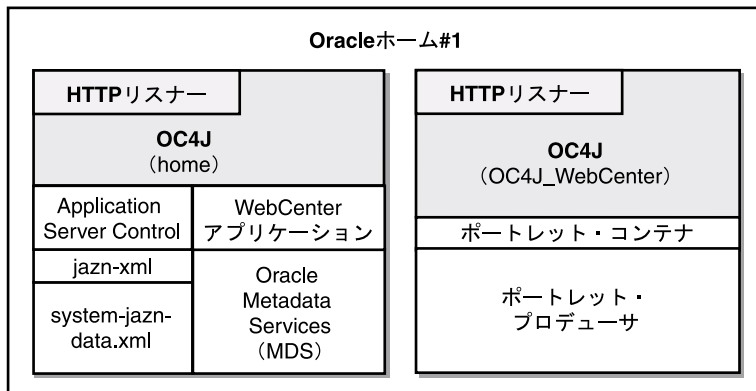 Oracleホーム#1
HTTPリスナー
OC4J
（home）
Application
Server Control
WebCenter
アプリケーション
jazn-xml
system-jazn-
data.xml
Oracle
Metadata
Services
（MDS）
HTTPリスナー
OC4J
（OC4J_WebCenter）
ポートレット・コンテナ
ポートレット・
プロデューサ